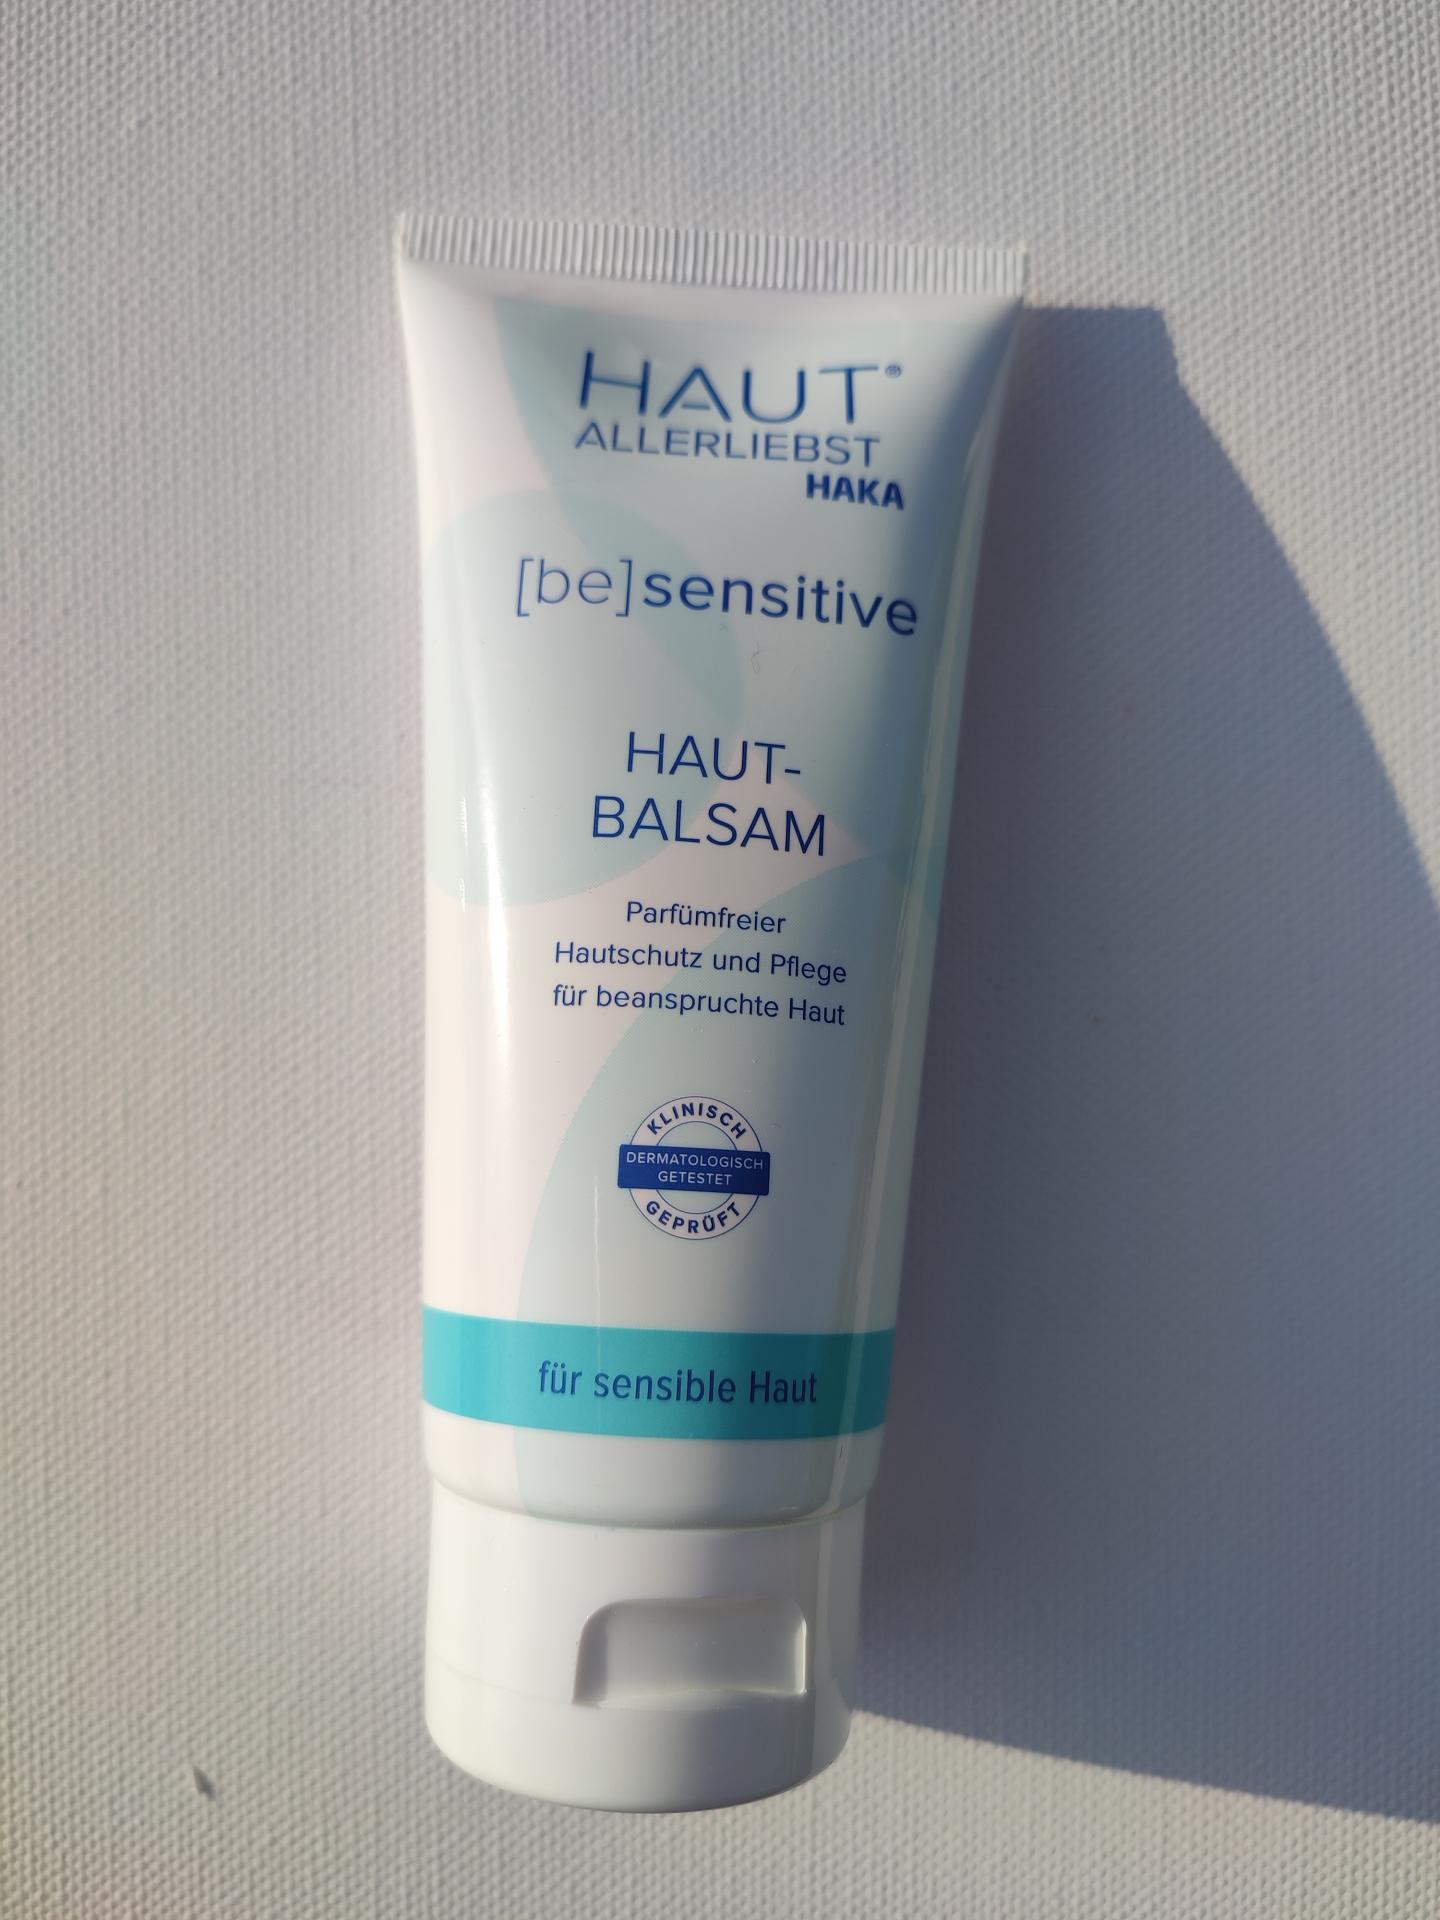 HAUT®
ALLERLIEBST
HAKA
[be]sensitive
HAUT-
BALSAM
Parfümfreier
Hautschutz und Pflege
für beanspruchte Haut
KLINISCH
DERMATOLOGISCH
GETESTET
GEPRÜFT
für sensible Haut